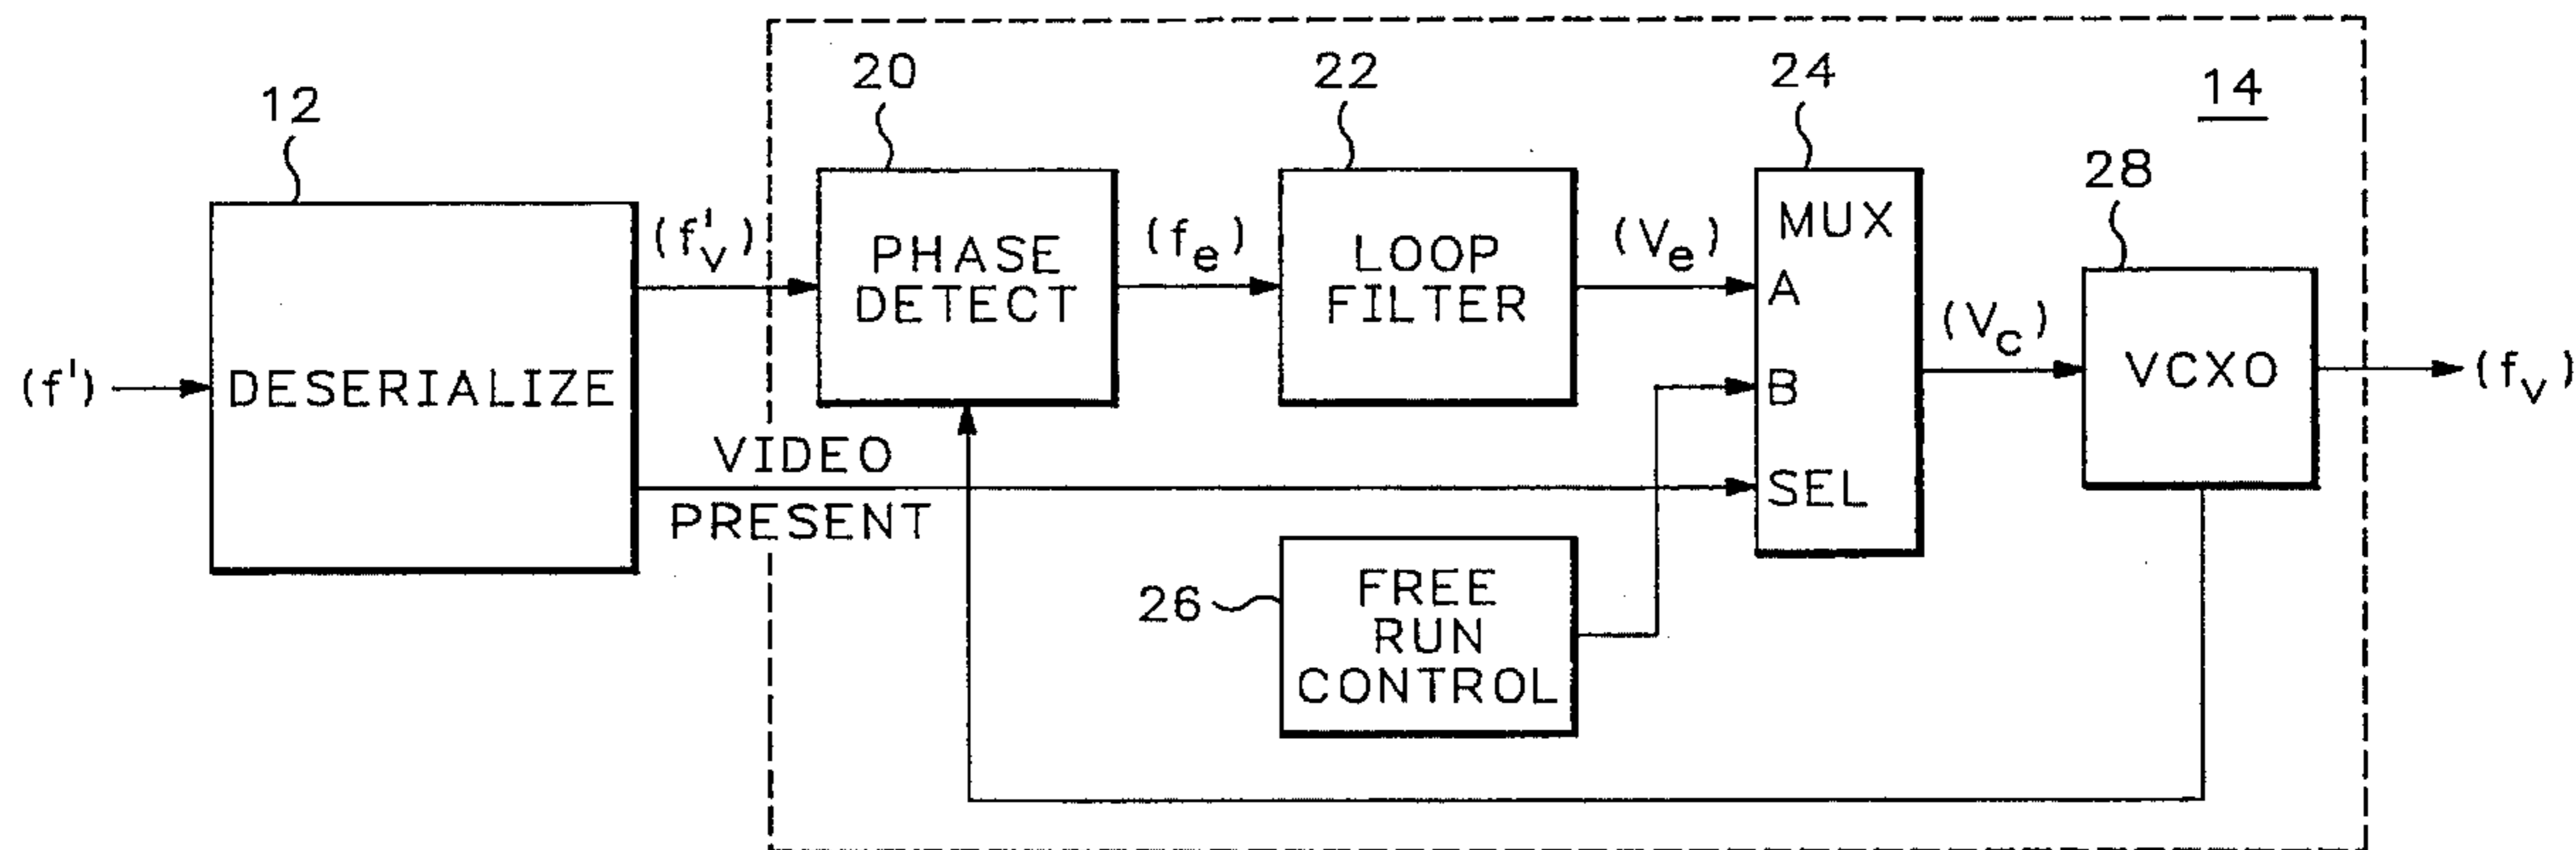 12
20
22
24
14
28
(f'v)
(fe)
(Ve)
(Vc)
(f')
(fv)
DESERIALIZE
PHASE
DETECT
LOOP
FILTER
MUX
A
B
SEL
VCXO
VIDEO
PRESENT
26
FREE
RUN
CONTROL